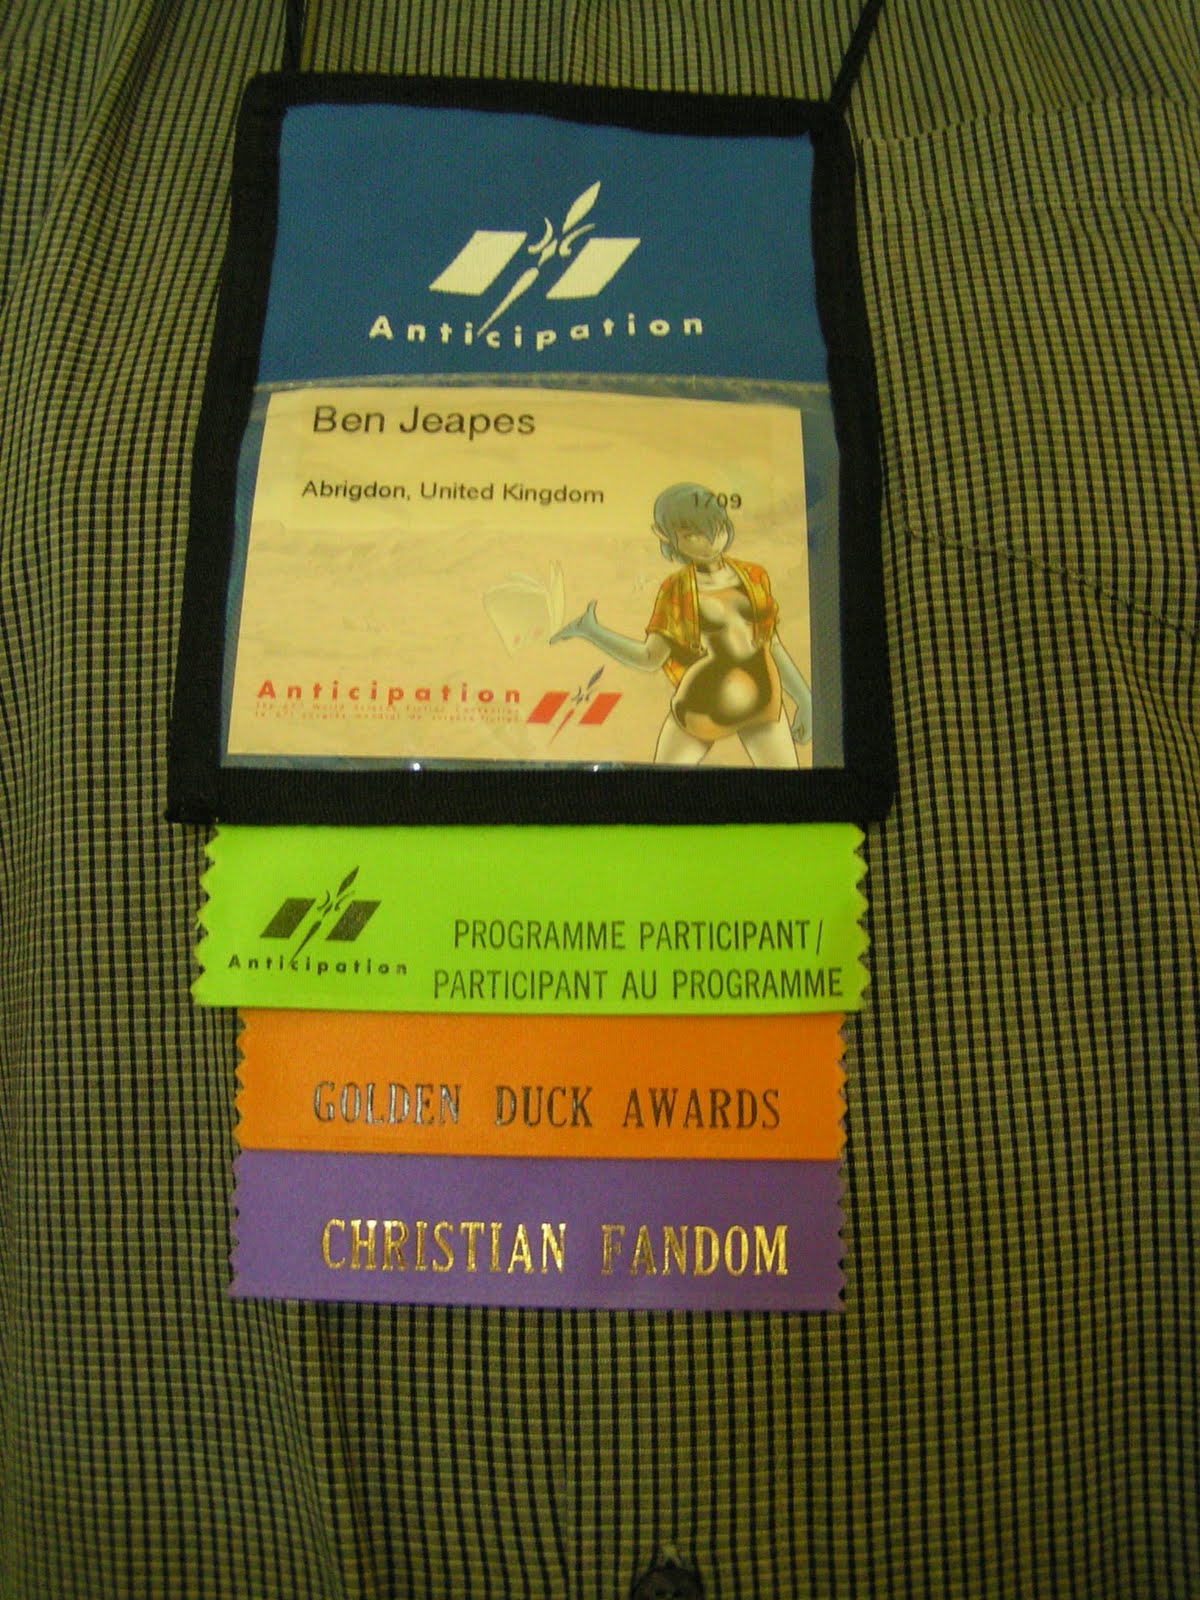 Anticipation
Ben Jeapes
Abrigdon, United Kingdom
1709
Anticipation
Anticipation
PROGRAMME PARTICIPANT/
PARTICIPANT AU PROGRAMME
GOLDEN DUCK AWARDS
CHRISTIAN FANDOM